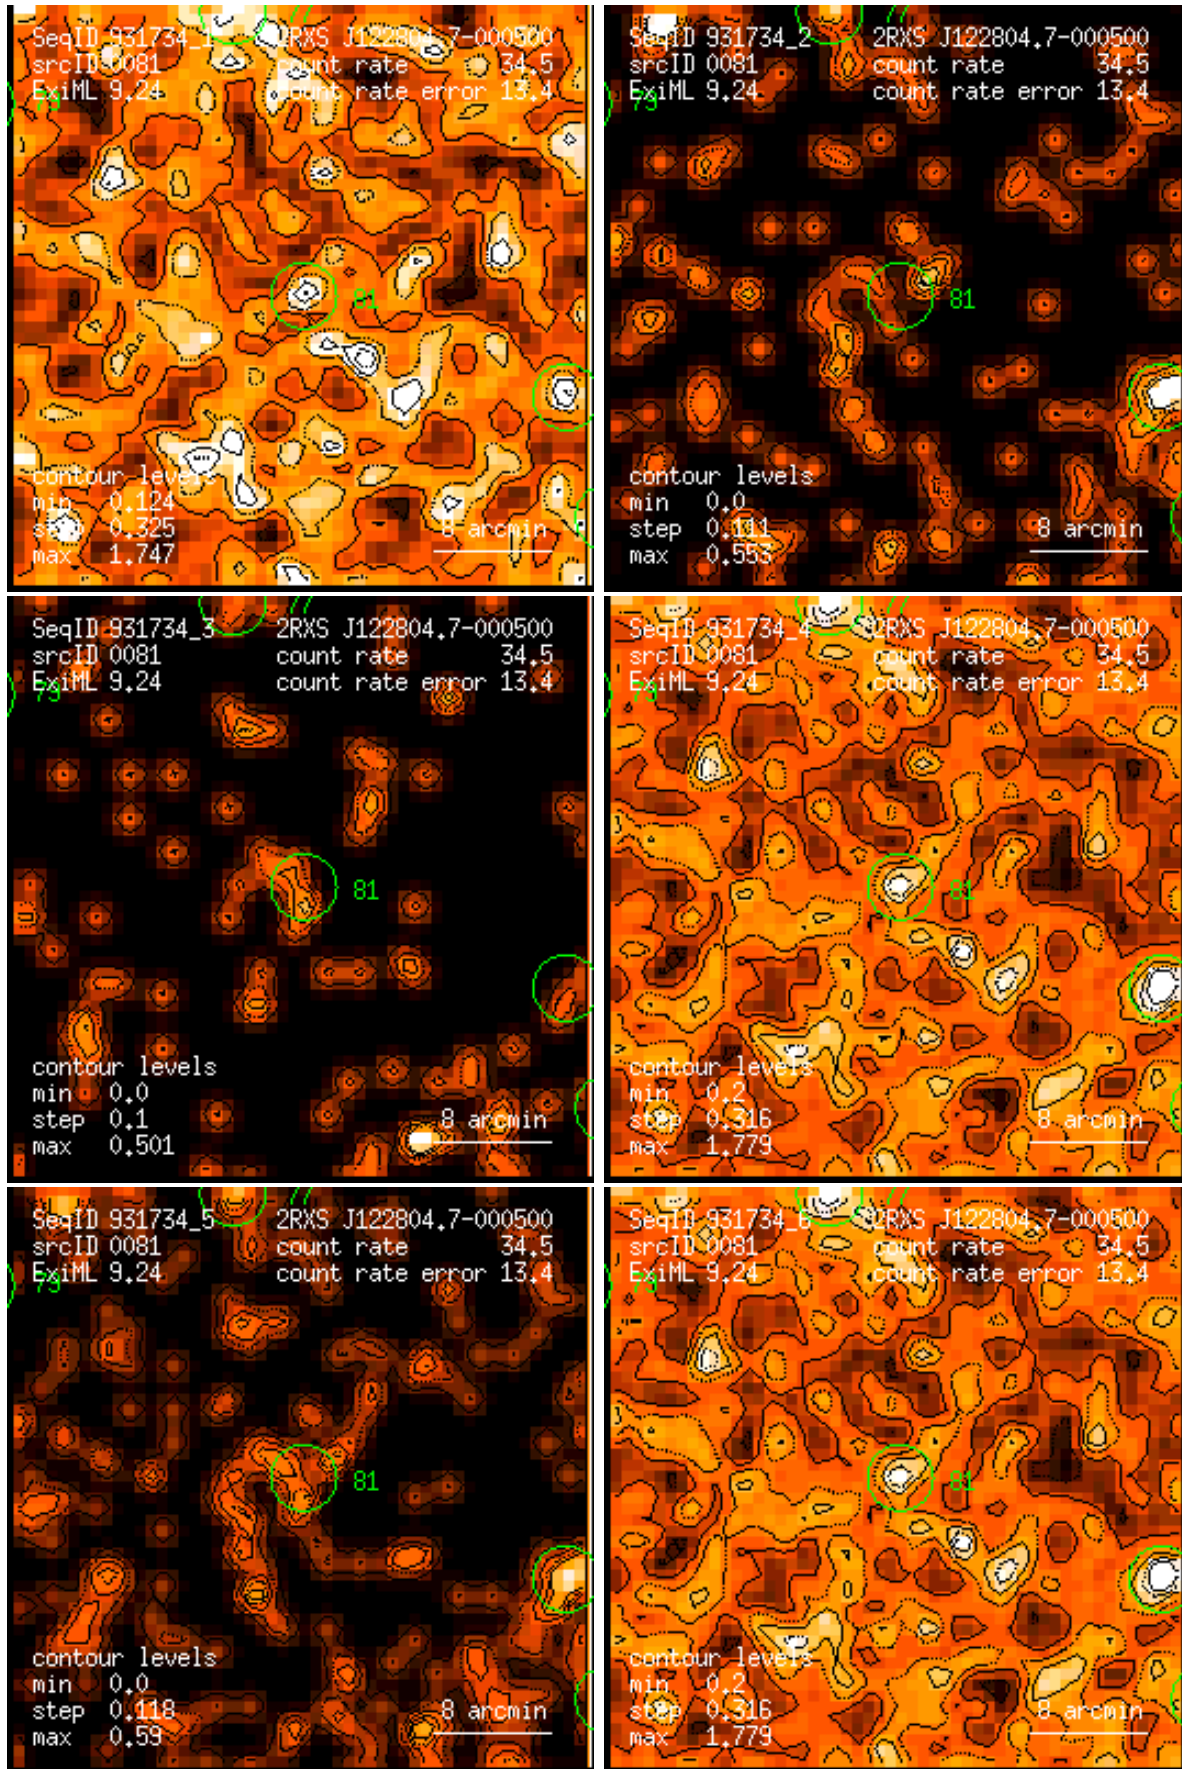 SeqID 931734_1 2RXS J122804.7-000500
srcID 0081 count rate 34.5
ExiML 9.24 count rate error 13.4
79
81
contour levels
min 0.124
step 0.325
max 1.747
8 arcmin
SeqID 931734_2 2RXS J122804.7-000500
srcID 0081 count rate 34.5
ExiML 9.24 count rate error 13.4
79
81
contour levels
min 0.0
step 0.111
max 0.553
8 arcmin
SeqID 931734_3 2RXS J122804.7-000500
srcID 0081 count rate 34.5
ExiML 9.24 count rate error 13.4
79
81
contour levels
min 0.0
step 0.1
max 0.501
8 arcmin
SeqID 931734_4 2RXS J122804.7-000500
srcID 0081 count rate 34.5
ExiML 9.24 count rate error 13.4
79
81
contour levels
min 0.2
step 0.316
max 1.779
8 arcmin
SeqID 931734_5 2RXS J122804.7-000500
srcID 0081 count rate 34.5
ExiML 9.24 count rate error 13.4
79
81
contour levels
min 0.0
step 0.118
max 0.59
8 arcmin
SeqID 931734_6 2RXS J122804.7-000500
srcID 0081 count rate 34.5
ExiML 9.24 count rate error 13.4
79
81
contour levels
min 0.2
step 0.316
max 1.779
8 arcmin